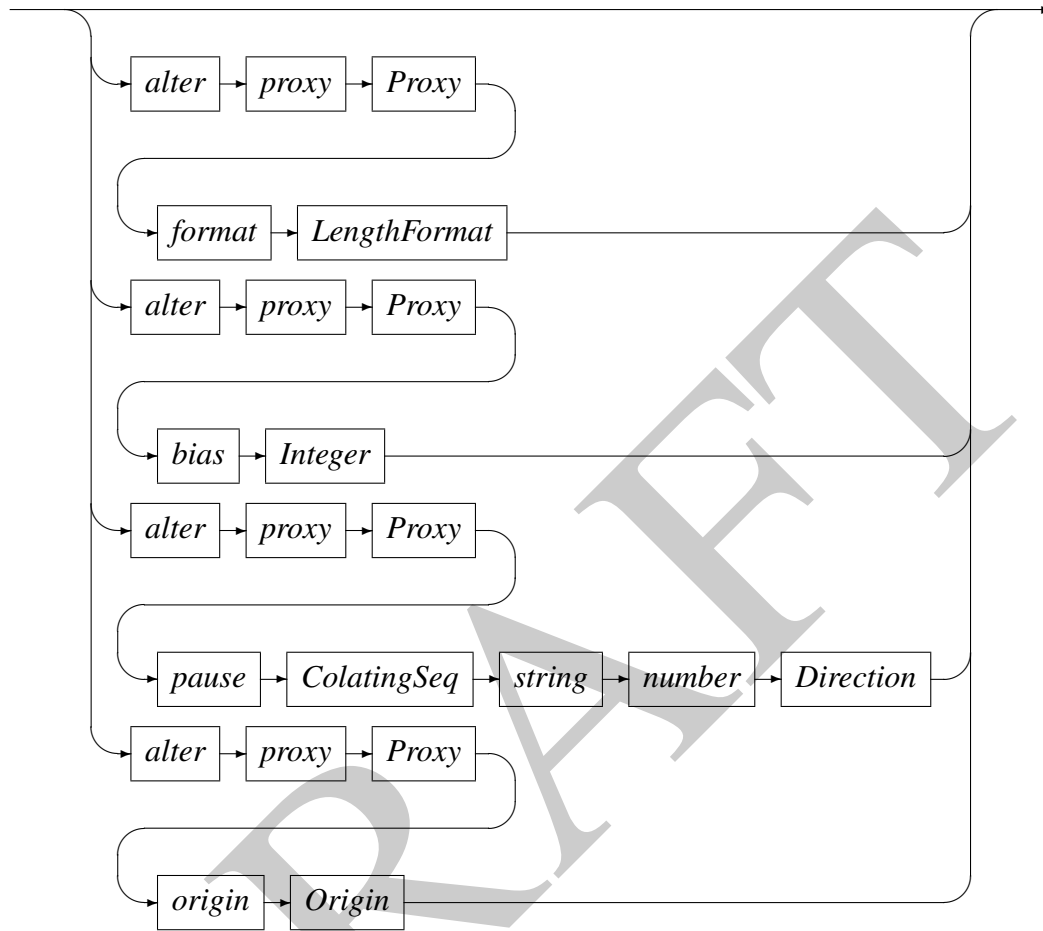 alter proxy Proxy
format LengthFormat
alter proxy Proxy
bias Integer
alter proxy Proxy
pause ColatingSeq string number Direction
alter proxy Proxy
origin Origin
RAFT